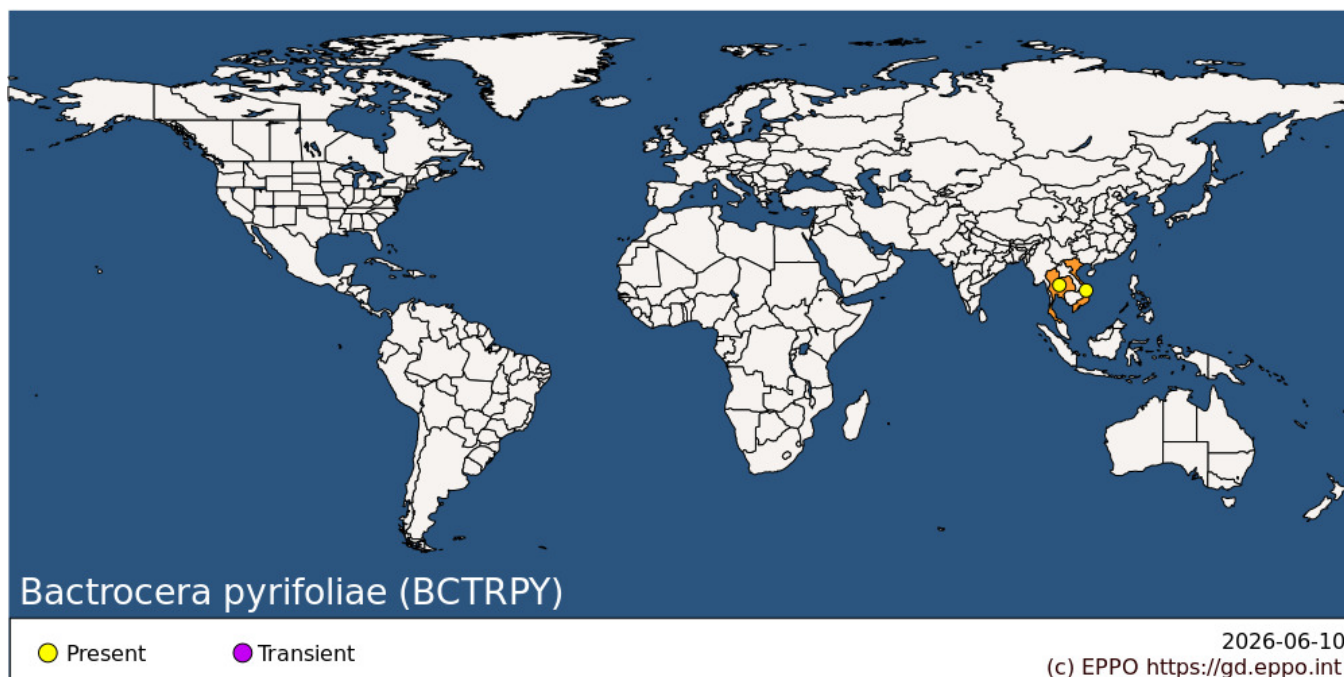 Bactrocera pyrifoliae (BCTRPY)
Present
Transient
2026-06-10
(c) EPPO https://gd.eppo.int